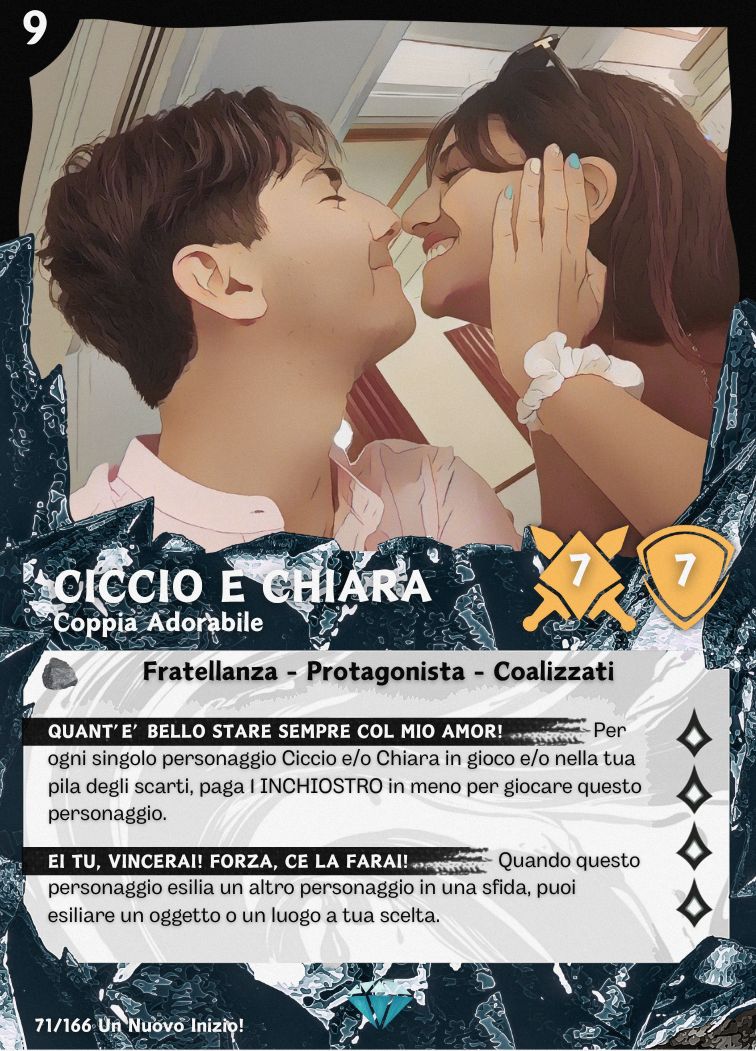 9
CICCIO E CHIARA
Coppia Adorabile
7
7
Fratellanza - Protagonista - Coalizzati
QUANT'E' BELLO STARE SEMPRE COL MIO AMOR! Per
ogni singolo personaggio Ciccio e/o Chiara in gioco e/o nella tua
pila degli scarti, paga 1 INCHIOSTRO in meno per giocare questo
personaggio.
EI TU, VINCERAI! FORZA, CE LA FARAI! Quando questo
personaggio esilia un altro personaggio in una sfida, puoi
esiliare un oggetto o un luogo a tua scelta.
71/166 Un Nuovo Inizio!